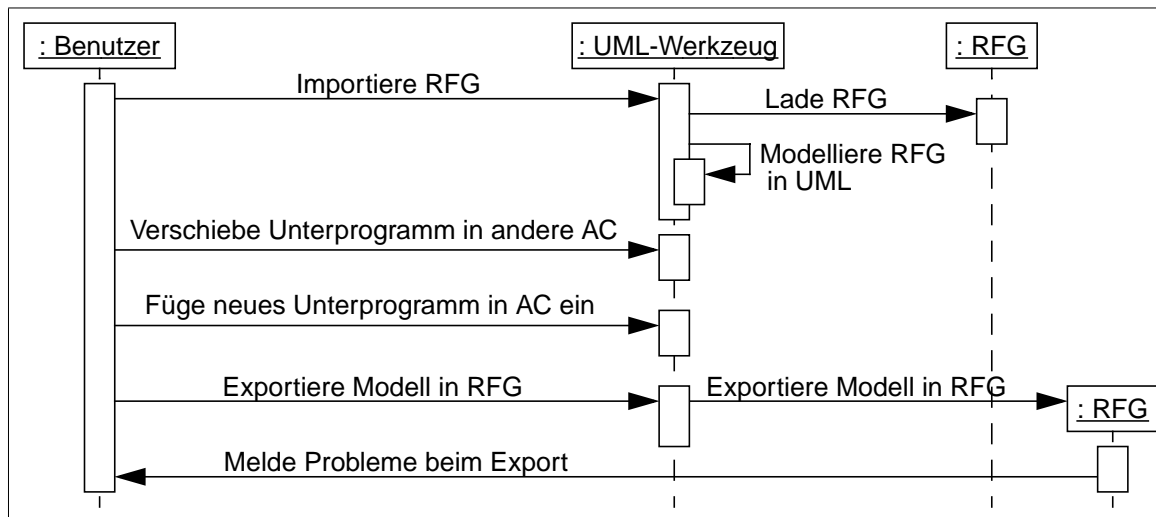 : Benutzer
: UML-Werkzeug
: RFG
Importiere RFG
Lade RFG
Modelliere RFG
in UML
Verschiebe Unterprogramm in andere AC
Füge neues Unterprogramm in AC ein
Exportiere Modell in RFG
Exportiere Modell in RFG
: RFG
Melde Probleme beim Export